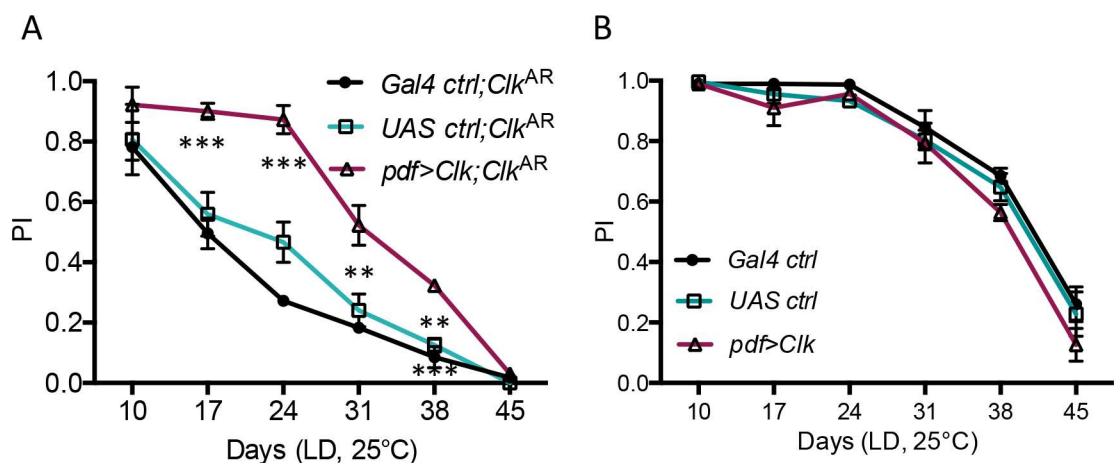 A
Gal4 ctrl;Clk^AR
UAS ctrl;Clk^AR
pdf>Clk;Clk^AR
PI
1.0
0.8
0.6
0.4
0.2
0.0
***
***
**
**
***
10 17 24 31 38 45
Days (LD, 25°C)
B
PI
1.0
0.8
0.6
0.4
0.2
0.0
Gal4 ctrl
UAS ctrl
pdf>Clk
10 17 24 31 38 45
Days (LD, 25°C)